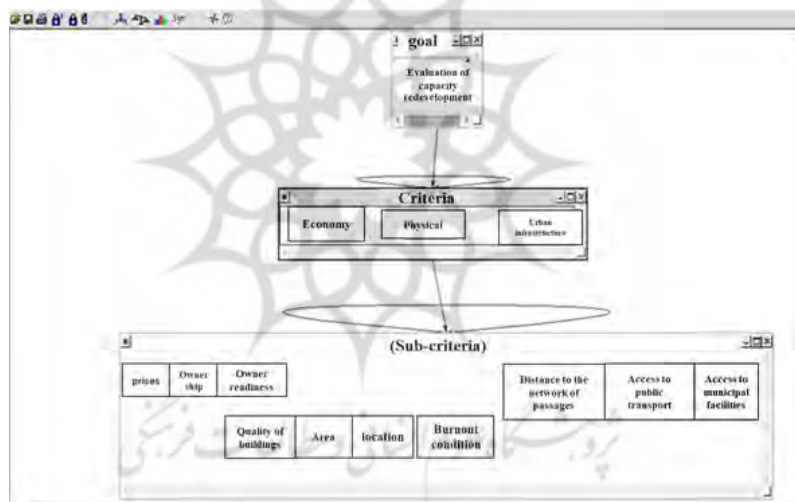 goal
Evaluation of
capacity
redevelopment
Criteria
Economy
Physical
Urban
infrastructure
(Sub-criteria)
prises
Owner
ship
Owner
readiness
Distance to the
network of
passages
Access to
public
transport
Access to
municipal
facilities
Quality of
buildings
Area
location
Burnout
condition